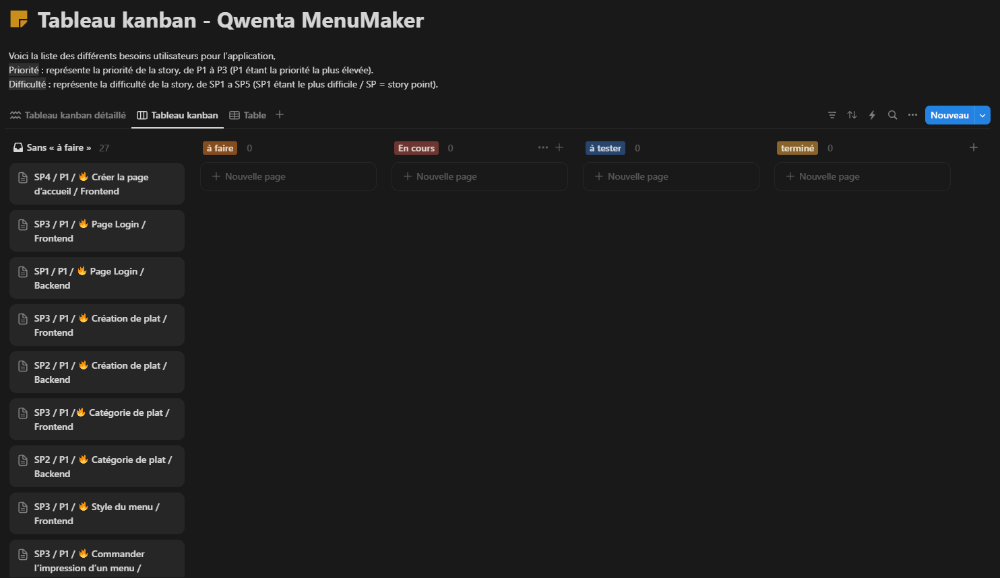 Tableau kanban - Qwenta MenuMaker
Voici la liste des différents besoins utilisateurs pour l’application,
Priorité : représente la priorité de la story, de P1 à P3 (P1 étant la priorité la plus élevée).
Difficulté : représente la difficulté de la story, de SP1 a SP5 (SP1 étant le plus difficile / SP = story point).
Tableau kanban détaillé
Tableau kanban
Table
Nouveau
Sans « à faire » 27
à faire 0
En cours 0
à tester 0
terminé 0
SP4 / P1 / 🔥 Créer la page
d’accueil / Frontend
SP3 / P1 / 🔥 Page Login /
Frontend
SP1 / P1 / 🔥 Page Login /
Backend
SP3 / P1 / 🔥 Création de plat /
Frontend
SP2 / P1 / 🔥 Création de plat /
Backend
SP3 / P1 /🔥 Catégorie de plat /
Frontend
SP2 / P1 / 🔥 Catégorie de plat /
Backend
SP3 / P1 / 🔥 Style du menu /
Frontend
SP3 / P1 / 🔥 Commander
l’impression d’un menu /
Nouvelle page
Nouvelle page
Nouvelle page
Nouvelle page